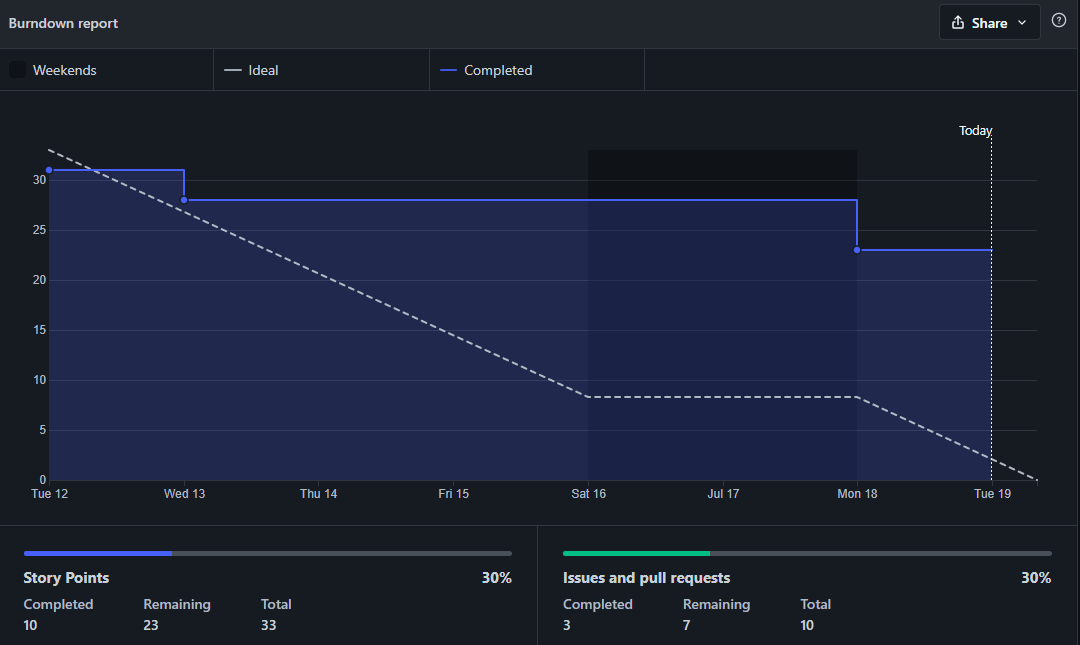 Burndown report
Share
Weekends
Ideal
Completed
Today
30
25
20
15
10
5
0
Tue 12 Wed 13 Thu 14 Fri 15 Sat 16 Jul 17 Mon 18 Tue 19
Story Points 30%
Completed Remaining Total
10 23 33
Issues and pull requests 30%
Completed Remaining Total
3 7 10